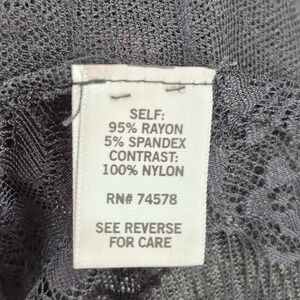 SELF:
95% RAYON
5% SPANDEX
CONTRAST:
100% NYLON
RN# 74578
SEE REVERSE
FOR CARE